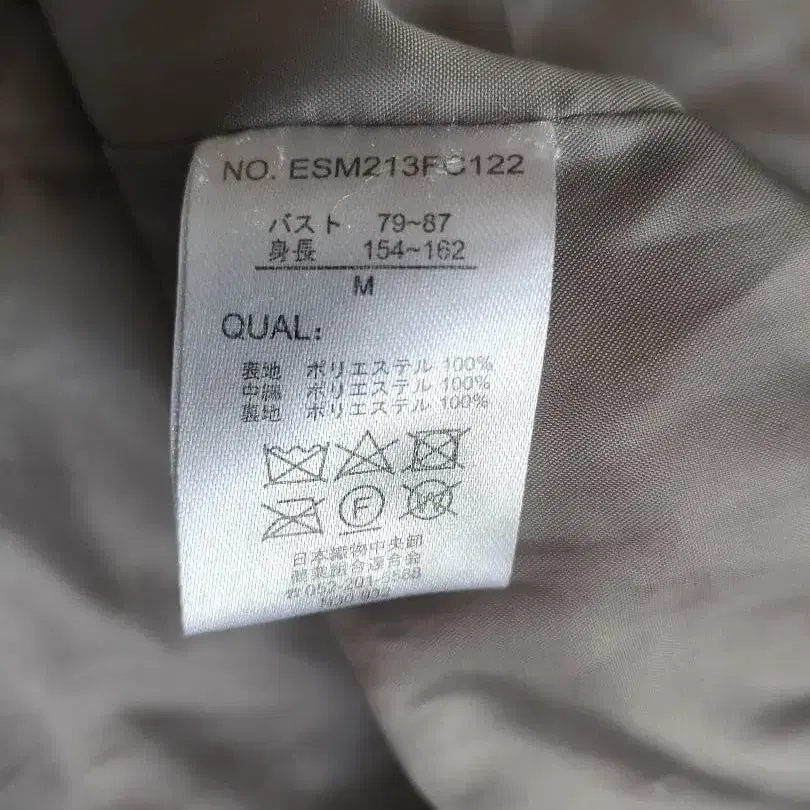 NO. ESM213FC122
バスト 79~87
身長 154~162
M
QUAL:
表地 ポリエステル 100%
中綿 ポリエステル 100%
裏地 ポリエステル 100%
F
W
日本織物中央卸
商業組合連合会